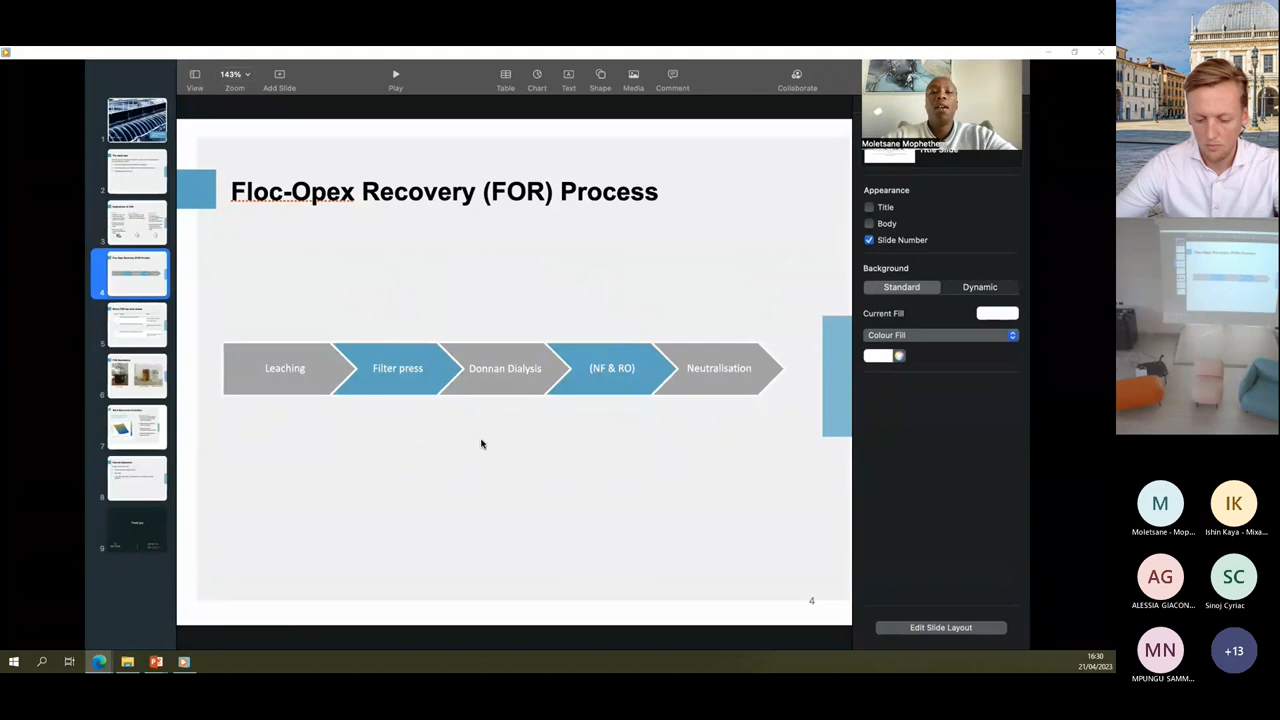 View
143%
Zoom
Add Slide
Play
Table
Chart
Text
Shape
Media
Comment
Collaborate
Moletsane Mophethe
Title Slide
Appearance
Title
Body
Slide Number
Background
Standard
Dynamic
Current Fill
Colour Fill
Edit Slide Layout
1
2
3
4
5
6
7
8
9
Floc-Opex Recovery (FOR) Process
Leaching
Filter press
Donnan Dialysis
(NF & RO)
Neutralisation
4
M
Moletsane - Mop...
IK
Ishin Kaya - Mixa...
AG
ALESSIA GIACON...
SC
Sinoj Cyriac
MN
MPUNGU SAMM...
+13
16:30
21/04/2023